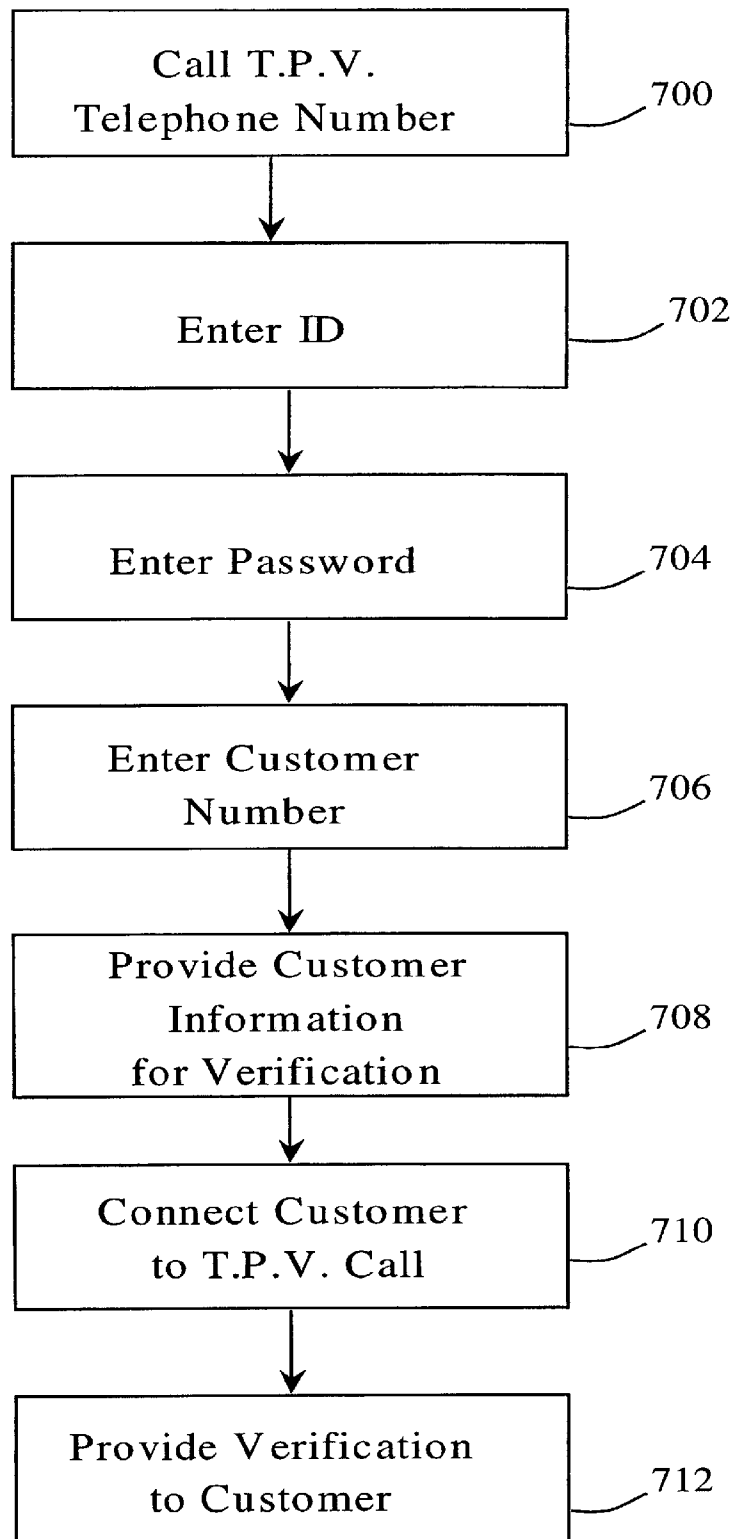 Call T.P.V.
Telephone Number
700
Enter ID
702
Enter Password
704
Enter Customer
Number
706
Provide Customer
Information
for Verification
708
Connect Customer
to T.P.V. Call
710
Provide Verification
to Customer
712